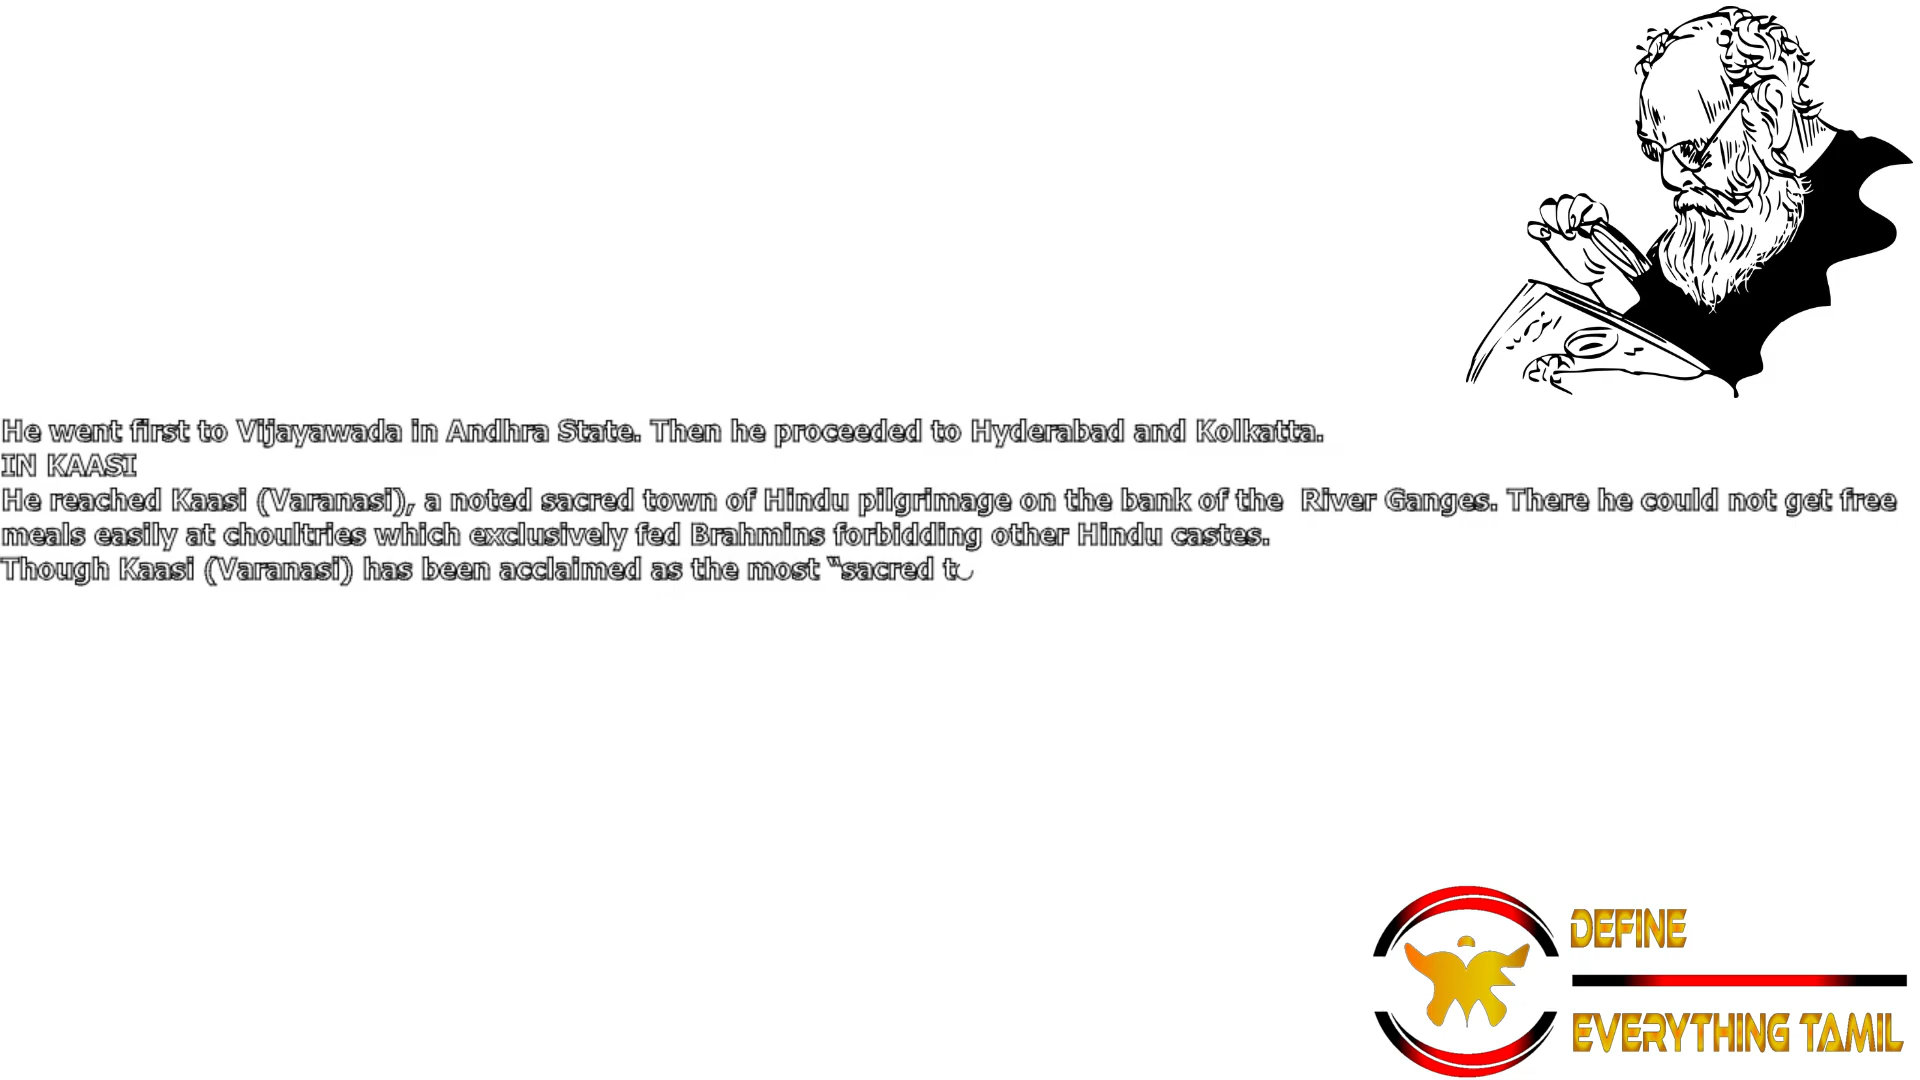 He went first to Vijayawada in Andhra State. Then he proceeded to Hyderabad and Kolkatta.
IN KAASI
He reached Kaasi (Varanasi), a noted sacred town of Hindu pilgrimage on the bank of the  River Ganges. There he could not get free
meals easily at choultries which exclusively fed Brahmins forbidding other Hindu castes.
Though Kaasi (Varanasi) has been acclaimed as the most “sacred t
DEFINE
EVERYTHING TAMIL